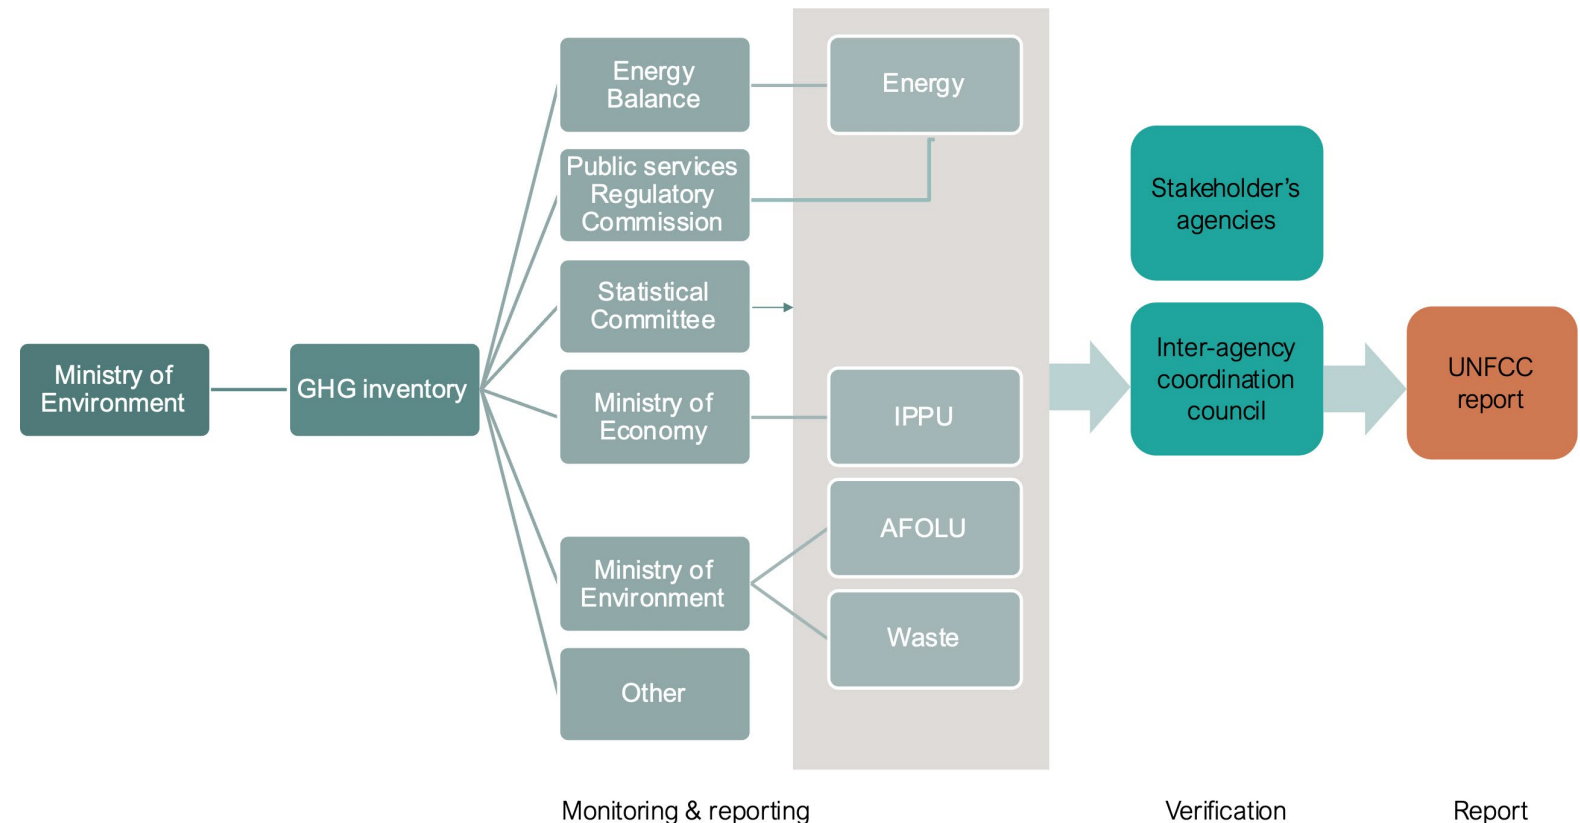 Ministry of
Environment
GHG inventory
Energy
Balance
Public services
Regulatory
Commission
Statistical
Committee
Ministry of
Economy
Ministry of
Environment
Other
Energy
IPPU
AFOLU
Waste
Stakeholder’s
agencies
Inter-agency
coordination
council
UNFCC
report
Monitoring & reporting
Verification
Report